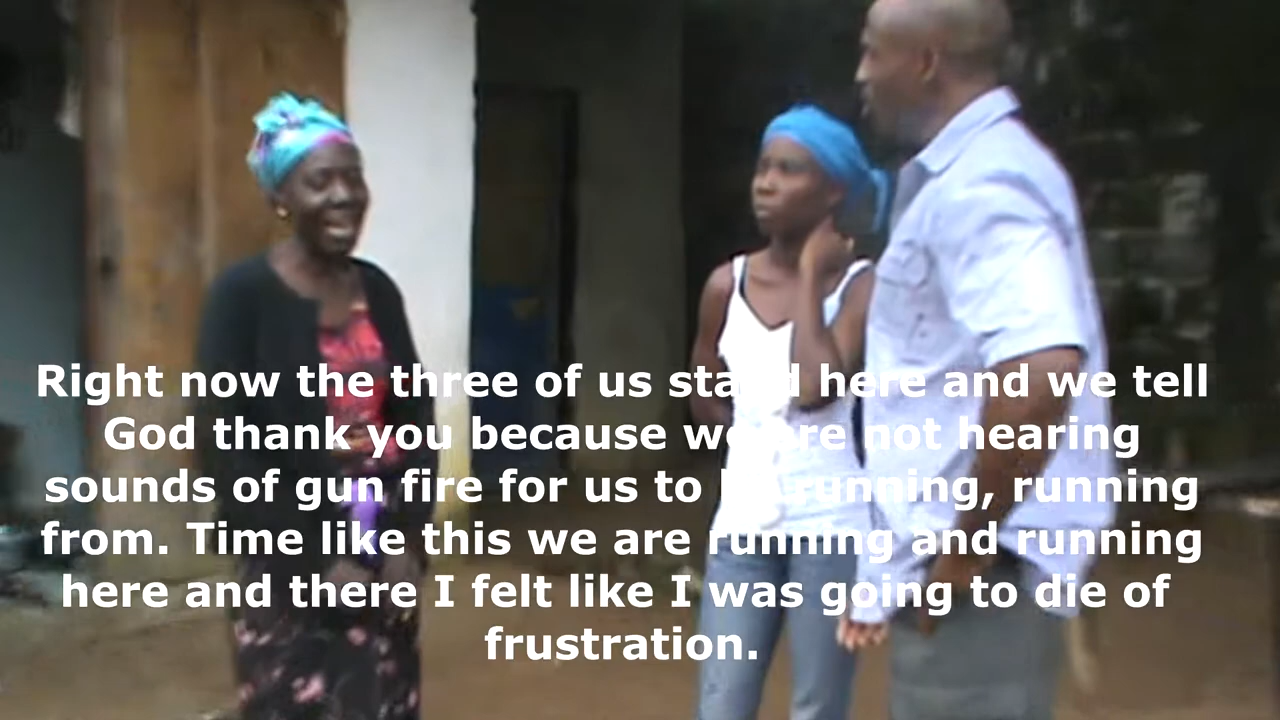 Right now the three of us stand here and we tell
God thank you because we are not hearing
sounds of gun fire for us to be running, running
from. Time like this we are running and running
here and there I felt like I was going to die of
frustration.